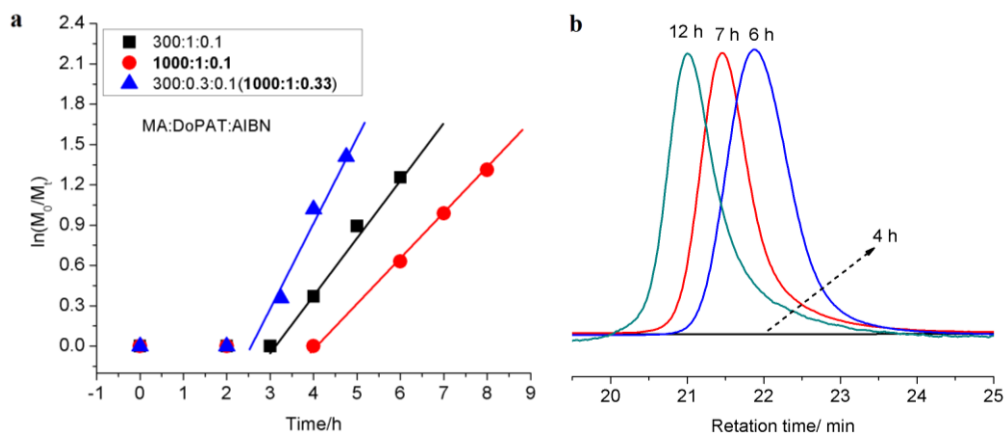 a
2.4
2.1
1.8
1.5
1.2
0.9
0.6
0.3
0.0
ln(M0/Mt)
300:1:0.1
1000:1:0.1
300:0.3:0.1(1000:1:0.33)
MA:DoPAT:AIBN
-1 0 1 2 3 4 5 6 7 8 9
Time/h
b
12 h 7 h 6 h
4 h
20 21 22 23 24 25
Retation time/ min